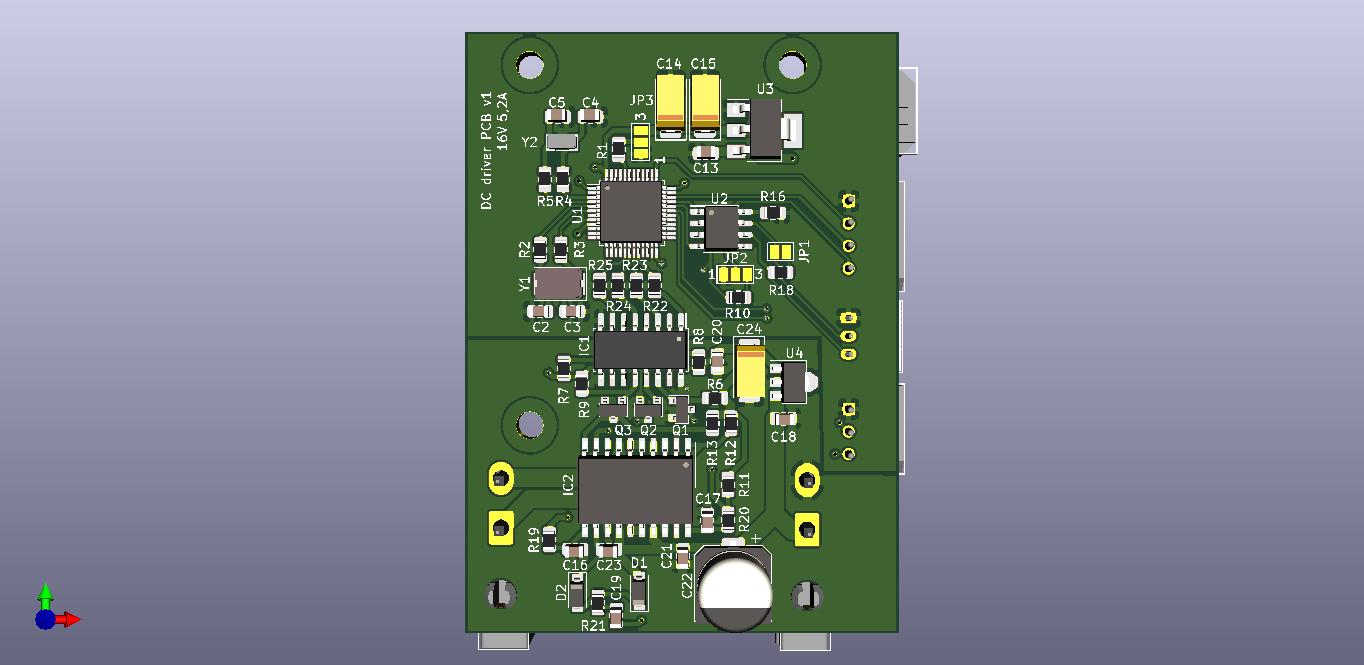 C14 C15
U3
DC driver PCB v1
16V 5,2A
C5 C4
JP3
3
Y2
R1
1
C13
R5 R4
U1
U2
R16
R2
R3
JP1
JP2
1
3
R25 R23
Y1
R18
R24 R22
R10
C2 C3
C24
IC1
R8
C20
U4
R7
R9
R6
Q3 Q2 Q1
C18
R13
R12
IC2
R11
C17
R20
R19
+
C16 C23
C21
D1
C22
D2
C19
R21